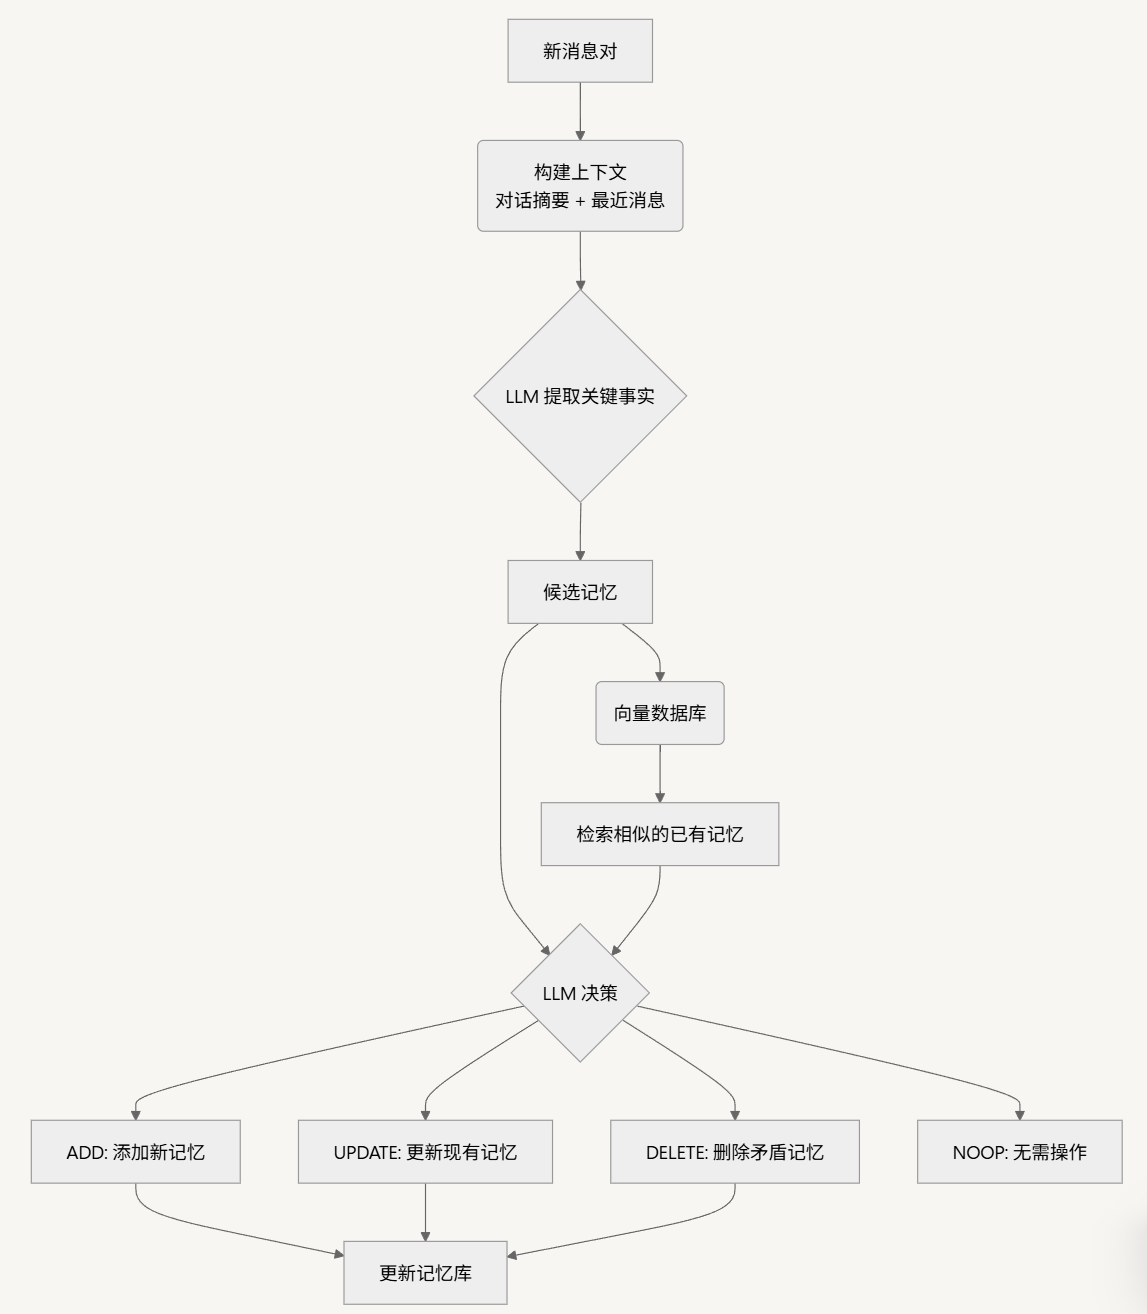 新消息对
构建上下文
对话摘要 + 最近消息
LLM 提取关键事实
候选记忆
向量数据库
检索相似的已有记忆
LLM 决策
ADD: 添加新记忆
UPDATE: 更新现有记忆
DELETE: 删除矛盾记忆
NOOP: 无需操作
更新记忆库